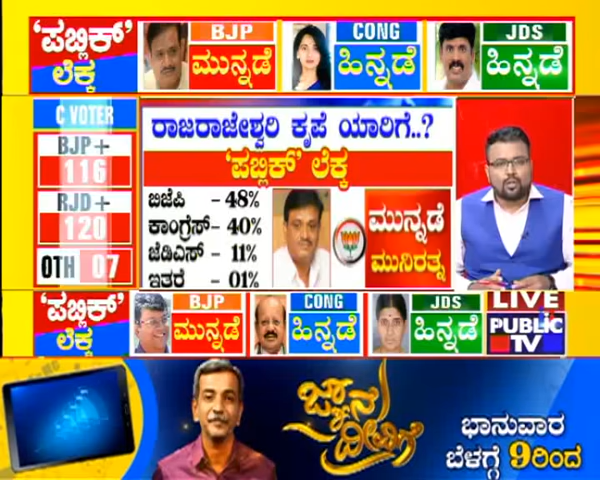 ‘ಪಬ್ಲಿಕ್’
ಲೆಕ್ಕ
BJP
ಮುನ್ನಡೆ
CONG
ಹಿನ್ನಡೆ
JDS
ಹಿನ್ನಡೆ
C VOTER
BJP+
116
RJD+
120
OTH 07
ರಾಜರಾಜೇಶ್ವರಿ ಕೃಪೆ ಯಾರಿಗೆ..?
‘ಪಬ್ಲಿಕ್’ ಲೆಕ್ಕ
ಬಿಜೆಪಿ - 48%
ಕಾಂಗ್ರೆಸ್- 40%
ಜೆಡಿಎಸ್ - 11%
ಇತರೆ - 01%
ಮುನ್ನಡೆ
ಮುನಿರತ್ನ
‘ಪಬ್ಲಿಕ್’
ಲೆಕ್ಕ
BJP
ಮುನ್ನಡೆ
CONG
ಹಿನ್ನಡೆ
JDS
ಹಿನ್ನಡೆ
LIVE
PUBLIC
TV
ಜ್ಞಾನ
ದೀವಿಗೆ
ಭಾನುವಾರ
ಬೆಳಗ್ಗೆ 9ರಿಂದ